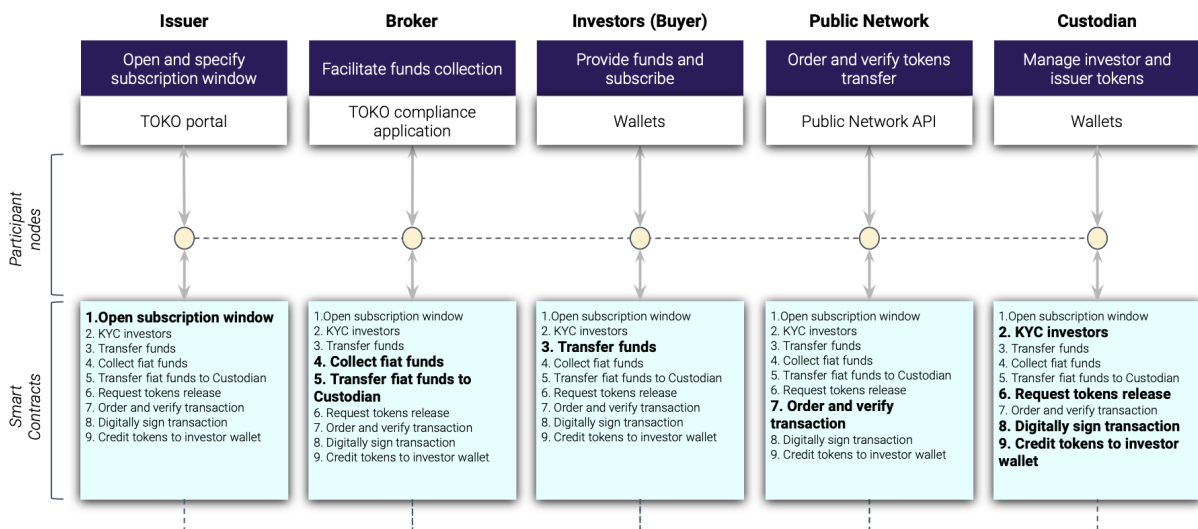 Issuer
Open and specify
subscription window
TOKO portal
Broker
Facilitate funds collection
TOKO compliance
application
Investors (Buyer)
Provide funds and
subscribe
Wallets
Public Network
Order and verify tokens
transfer
Public Network API
Custodian
Manage investor and
issuer tokens
Wallets
Participant
nodes
Smart
Contracts
1.Open subscription window
2. KYC investors
3. Transfer funds
4. Collect fiat funds
5. Transfer fiat funds to Custodian
6. Request tokens release
7. Order and verify transaction
8. Digitally sign transaction
9. Credit tokens to investor wallet
1.Open subscription window
2. KYC investors
3. Transfer funds
4. Collect fiat funds
5. Transfer fiat funds to
Custodian
6. Request tokens release
7. Order and verify transaction
8. Digitally sign transaction
9. Credit tokens to investor wallet
1.Open subscription window
2. KYC investors
3. Transfer funds
4. Collect fiat funds
5. Transfer fiat funds to Custodian
6. Request tokens release
7. Order and verify transaction
8. Digitally sign transaction
9. Credit tokens to investor wallet
1.Open subscription window
2. KYC investors
3. Transfer funds
4. Collect fiat funds
5. Transfer fiat funds to Custodian
6. Request tokens release
7. Order and verify
transaction
8. Digitally sign transaction
9. Credit tokens to investor wallet
1.Open subscription window
2. KYC investors
3. Transfer funds
4. Collect fiat funds
5. Transfer fiat funds to Custodian
6. Request tokens release
7. Order and verify transaction
8. Digitally sign transaction
9. Credit tokens to investor
wallet